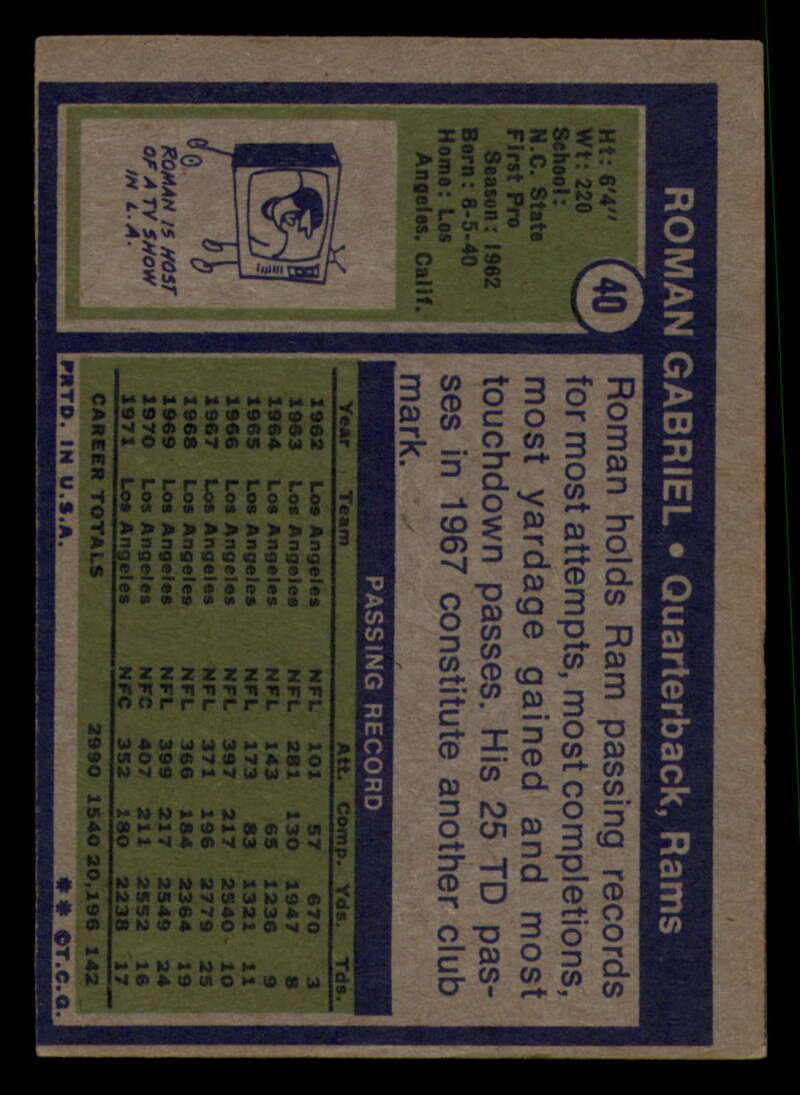 ROMAN GABRIEL • Quarterback, Rams
40
Ht: 6'4"
Wt: 220
School:
N.C. State
First Pro
Season: 1962
Born: 8-5-40
Home: Los
Angeles, Calif.
ROMAN IS HOST
OF A TV SHOW
IN L.A.
Roman holds Ram passing records
for most attempts, most completions,
most yardage gained and most
touchdown passes. His 25 TD pas-
ses in 1967 constitute another club
mark.
PASSING RECORD
Year Team Att. Comp. Yds. Tds.
1962 Los Angeles NFL 101 57 670 3
1963 Los Angeles NFL 281 130 1947 8
1964 Los Angeles NFL 143 65 1236 9
1965 Los Angeles NFL 173 83 1321 11
1966 Los Angeles NFL 397 217 2540 10
1967 Los Angeles NFL 371 196 2779 25
1968 Los Angeles NFL 366 184 2364 19
1969 Los Angeles NFL 399 217 2549 24
1970 Los Angeles NFC 407 211 2552 16
1971 Los Angeles NFC 352 180 2238 17
CAREER TOTALS 2990 1540 20,196 142
PRTD. IN U.S.A. ** ©T.C.G.